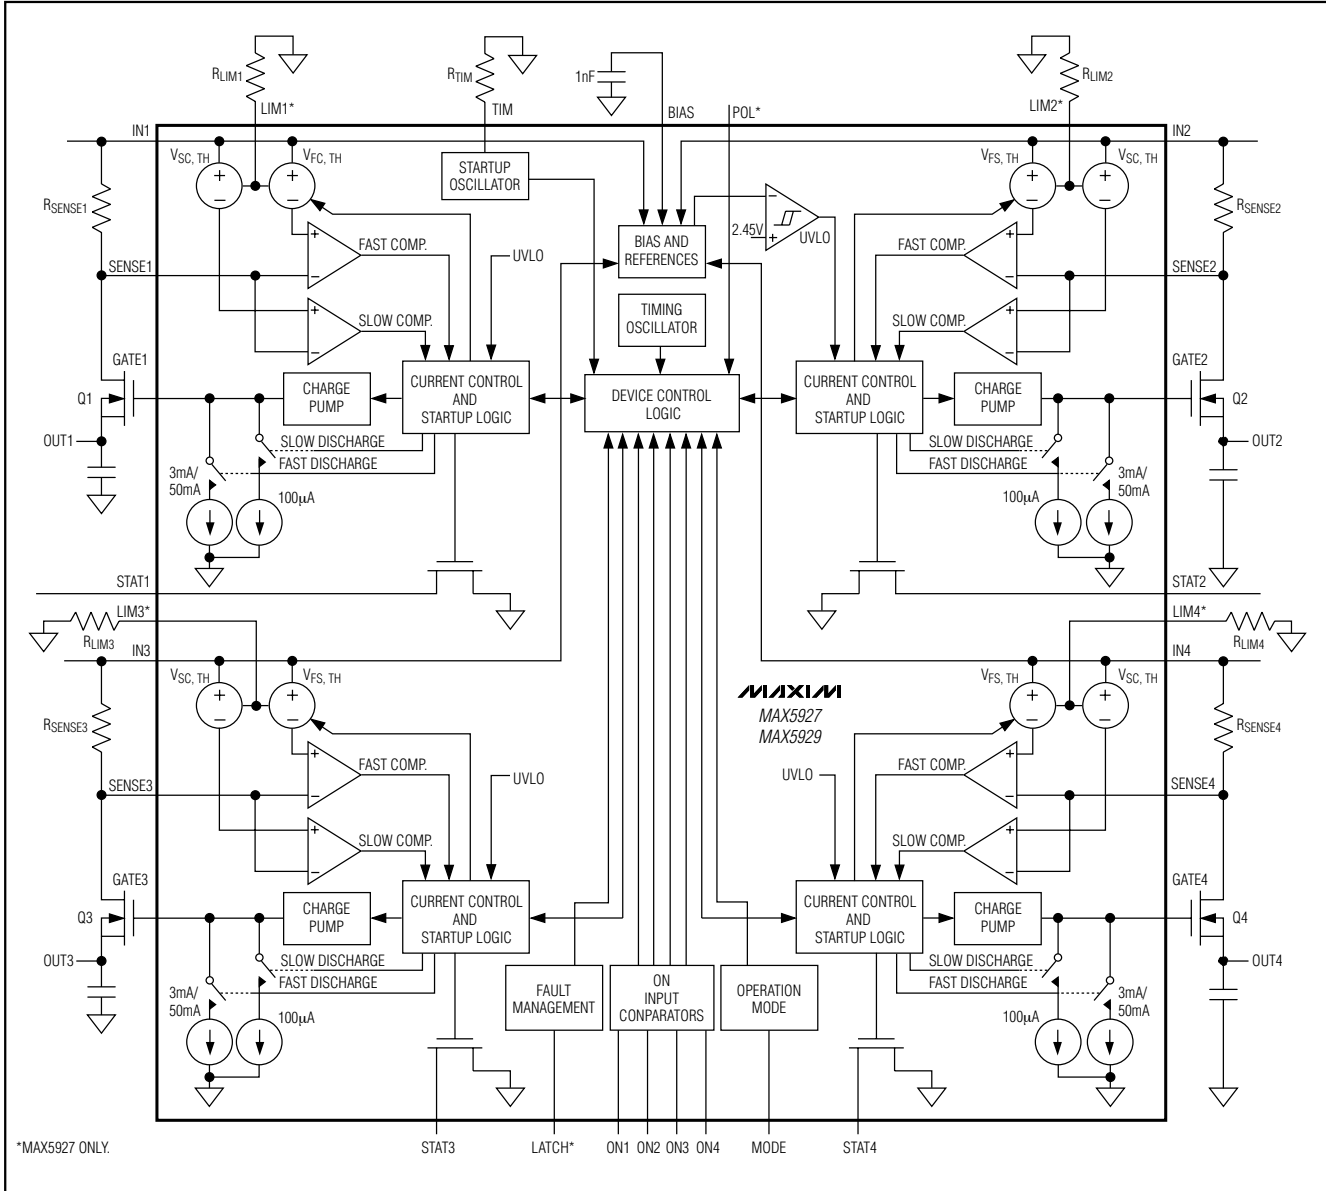 RLIM1
LIM1*
RTIM
TIM
1nF
BIAS
POL*
RLIM2
LIM2*
IN1
IN2
VSC, TH
VFC, TH
VFS, TH
VSC, TH
STARTUP
OSCILLATOR
RSENSE1
RSENSE2
2.45V
UVLO
BIAS AND
REFERENCES
FAST COMP.
UVLO
FAST COMP.
SENSE1
SENSE2
TIMING
OSCILLATOR
SLOW COMP.
SLOW COMP.
GATE1
GATE2
CHARGE
PUMP
CURRENT CONTROL
AND
STARTUP LOGIC
DEVICE CONTROL
LOGIC
CURRENT CONTROL
AND
STARTUP LOGIC
CHARGE
PUMP
Q1
Q2
OUT1
OUT2
SLOW DISCHARGE
FAST DISCHARGE
SLOW DISCHARGE
FAST DISCHARGE
3mA/
50mA
100µA
100µA
3mA/
50mA
STAT1
STAT2
LIM3*
LIM4*
RLIM3
RLIM4
IN3
IN4
VSC, TH
VFS, TH
VFS, TH
VSC, TH
MAXIM
MAX5927
MAX5929
RSENSE3
RSENSE4
FAST COMP.
UVLO
UVLO
FAST COMP.
SENSE3
SENSE4
SLOW COMP.
SLOW COMP.
GATE3
GATE4
CHARGE
PUMP
CURRENT CONTROL
AND
STARTUP LOGIC
CURRENT CONTROL
AND
STARTUP LOGIC
CHARGE
PUMP
Q3
Q4
OUT3
OUT4
SLOW DISCHARGE
FAST DISCHARGE
SLOW DISCHARGE
FAST DISCHARGE
3mA/
50mA
100µA
100µA
3mA/
50mA
FAULT
MANAGEMENT
ON
INPUT
CONPARATORS
OPERATION
MODE
*MAX5927 ONLY.
STAT3
LATCH*
ON1
ON2
ON3
ON4
MODE
STAT4